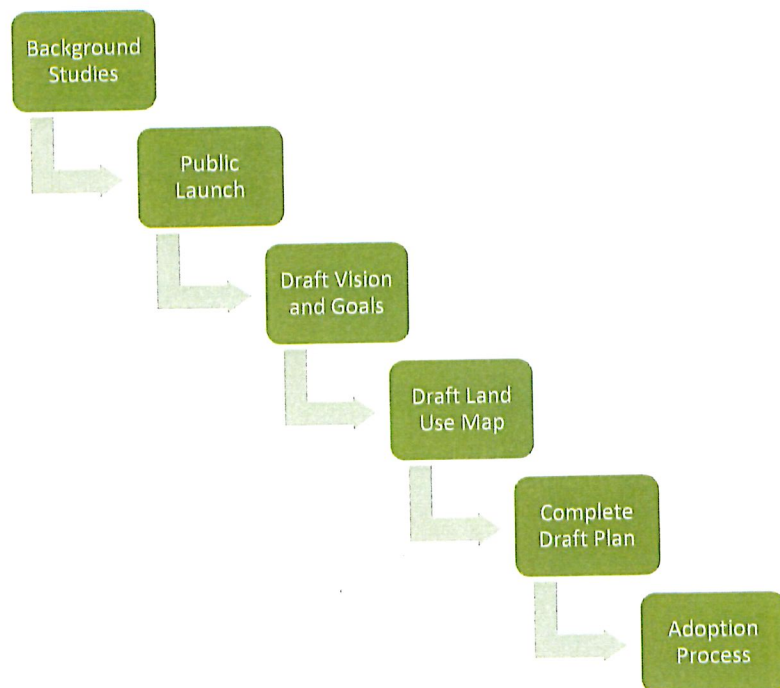 Background
Studies
Public
Launch
Draft Vision
and Goals
Draft Land
Use Map
Complete
Draft Plan
Adoption
Process